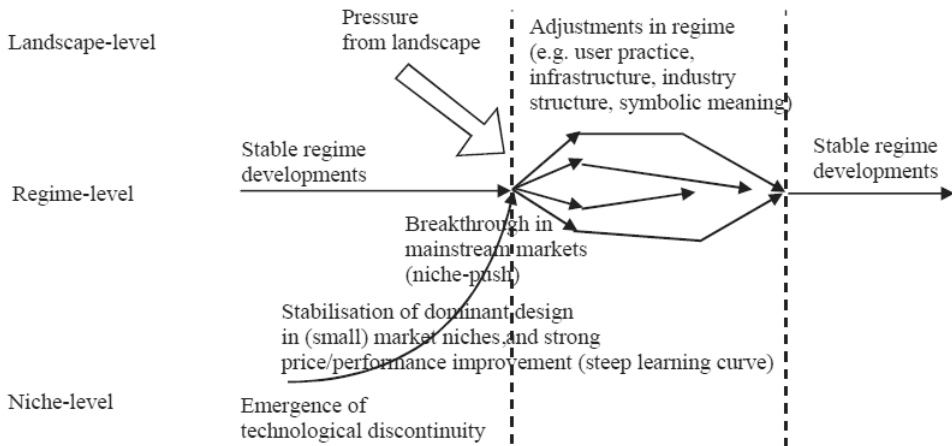 Landscape-level
Pressure
from landscape
Adjustments in regime
(e.g. user practice,
infrastructure, industry
structure, symbolic meaning)
Regime-level
Stable regime
developments
Stable regime
developments
Breakthrough in
mainstream markets
(niche-push)
Stabilisation of dominant design
in (small) market niches,and strong
price/performance improvement (steep learning curve)
Niche-level
Emergence of
technological discontinuity